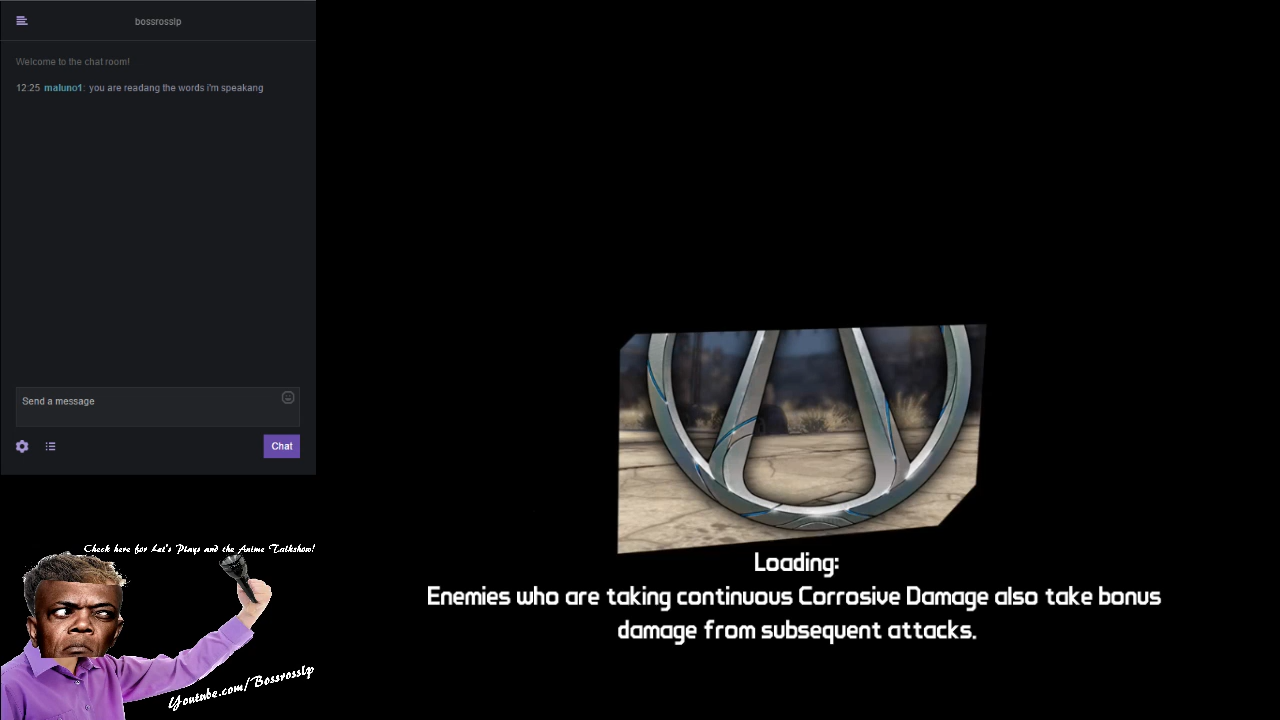 bossrosslp
Welcome to the chat room!
12:25 maluno1: you are readang the words i'm speakang
Send a message
Chat
Check here for Let's Plays and the Anime Talkshow!
Youtube.com/Bossrosslp
Loading:
Enemies who are taking continuous Corrosive Damage also take bonus
damage from subsequent attacks.